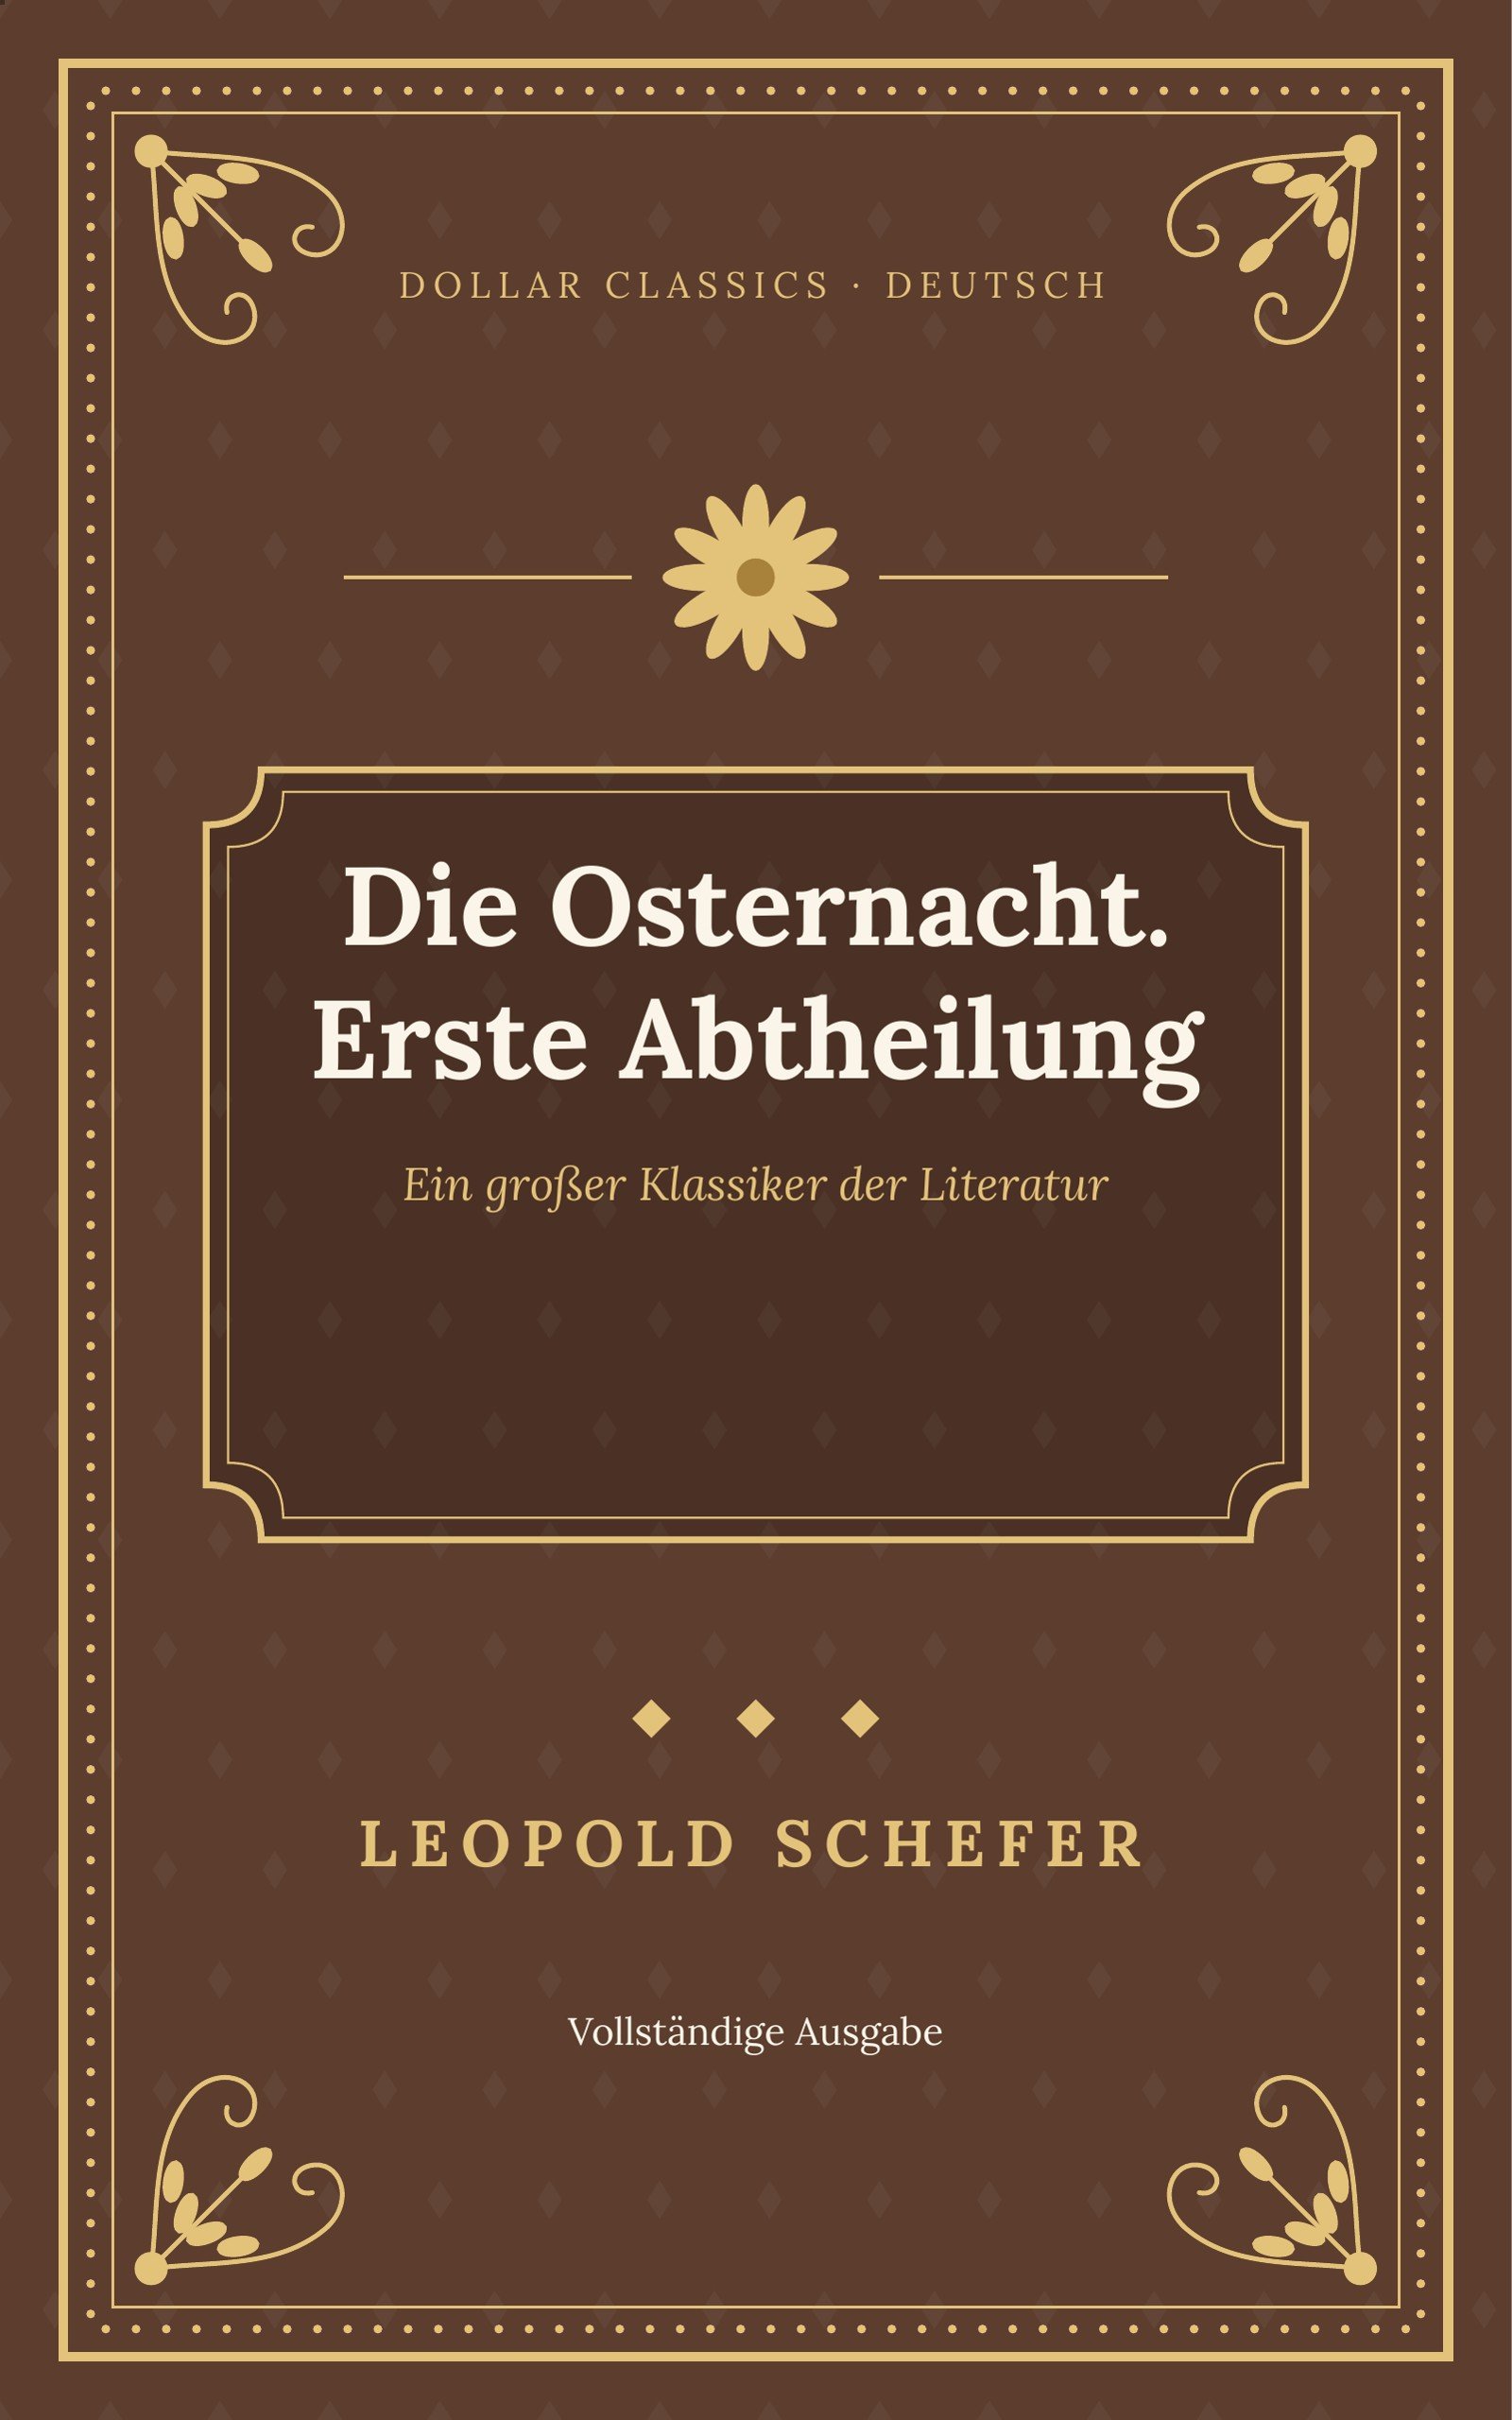 DOLLAR CLASSICS · DEUTSCH
Die Osternacht.
Erste Abtheilung
Ein großer Klassiker der Literatur
LEOPOLD SCHEFER
Vollständige Ausgabe